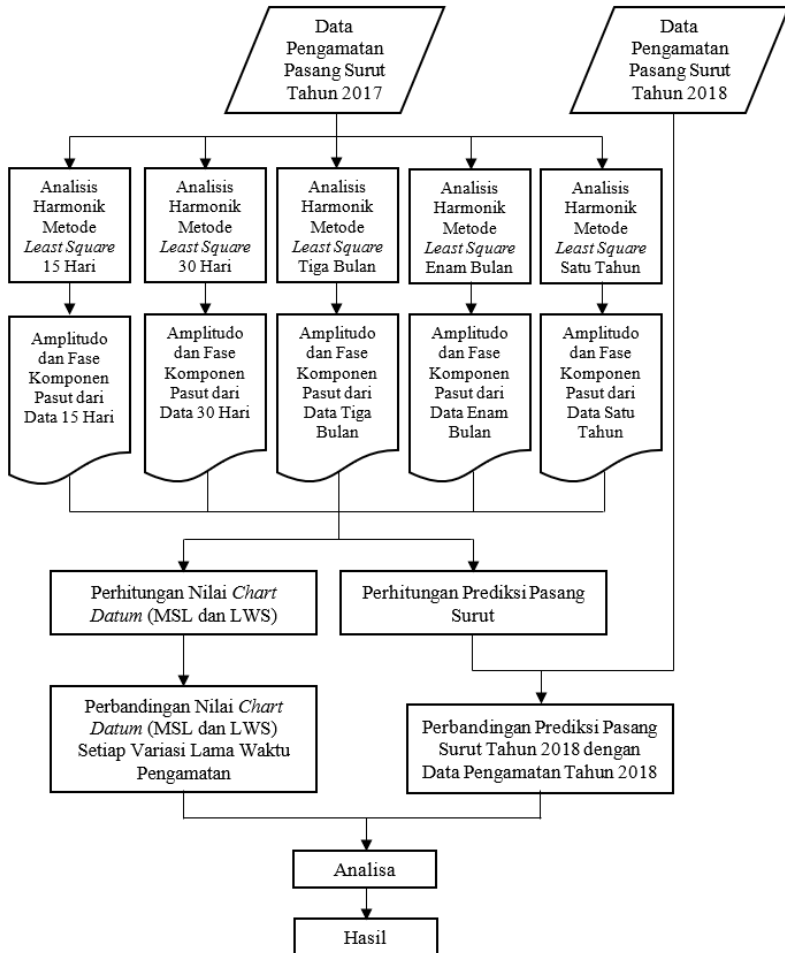 Data
Pengamatan
Pasang Surut
Tahun 2017
Data
Pengamatan
Pasang Surut
Tahun 2018
Analisis
Harmonik
Metode
Least Square
15 Hari
Analisis
Harmonik
Metode
Least Square
30 Hari
Analisis
Harmonik
Metode
Least Square
Tiga Bulan
Analisis
Harmonik
Metode
Least Square
Enam Bulan
Analisis
Harmonik
Metode
Least Square
Satu Tahun
Amplitudo
dan Fase
Komponen
Pasut dari
Data 15 Hari
Amplitudo
dan Fase
Komponen
Pasut dari
Data 30 Hari
Amplitudo
dan Fase
Komponen
Pasut dari
Data Tiga
Bulan
Amplitudo
dan Fase
Komponen
Pasut dari
Data Enam
Bulan
Amplitudo
dan Fase
Komponen
Pasut dari
Data Satu
Tahun
Perhitungan Nilai Chart
Datum (MSL dan LWS)
Perhitungan Prediksi Pasang
Surut
Perbandingan Nilai Chart
Datum (MSL dan LWS)
Setiap Variasi Lama Waktu
Pengamatan
Perbandingan Prediksi Pasang
Surut Tahun 2018 dengan
Data Pengamatan Tahun 2018
Analisa
Hasil